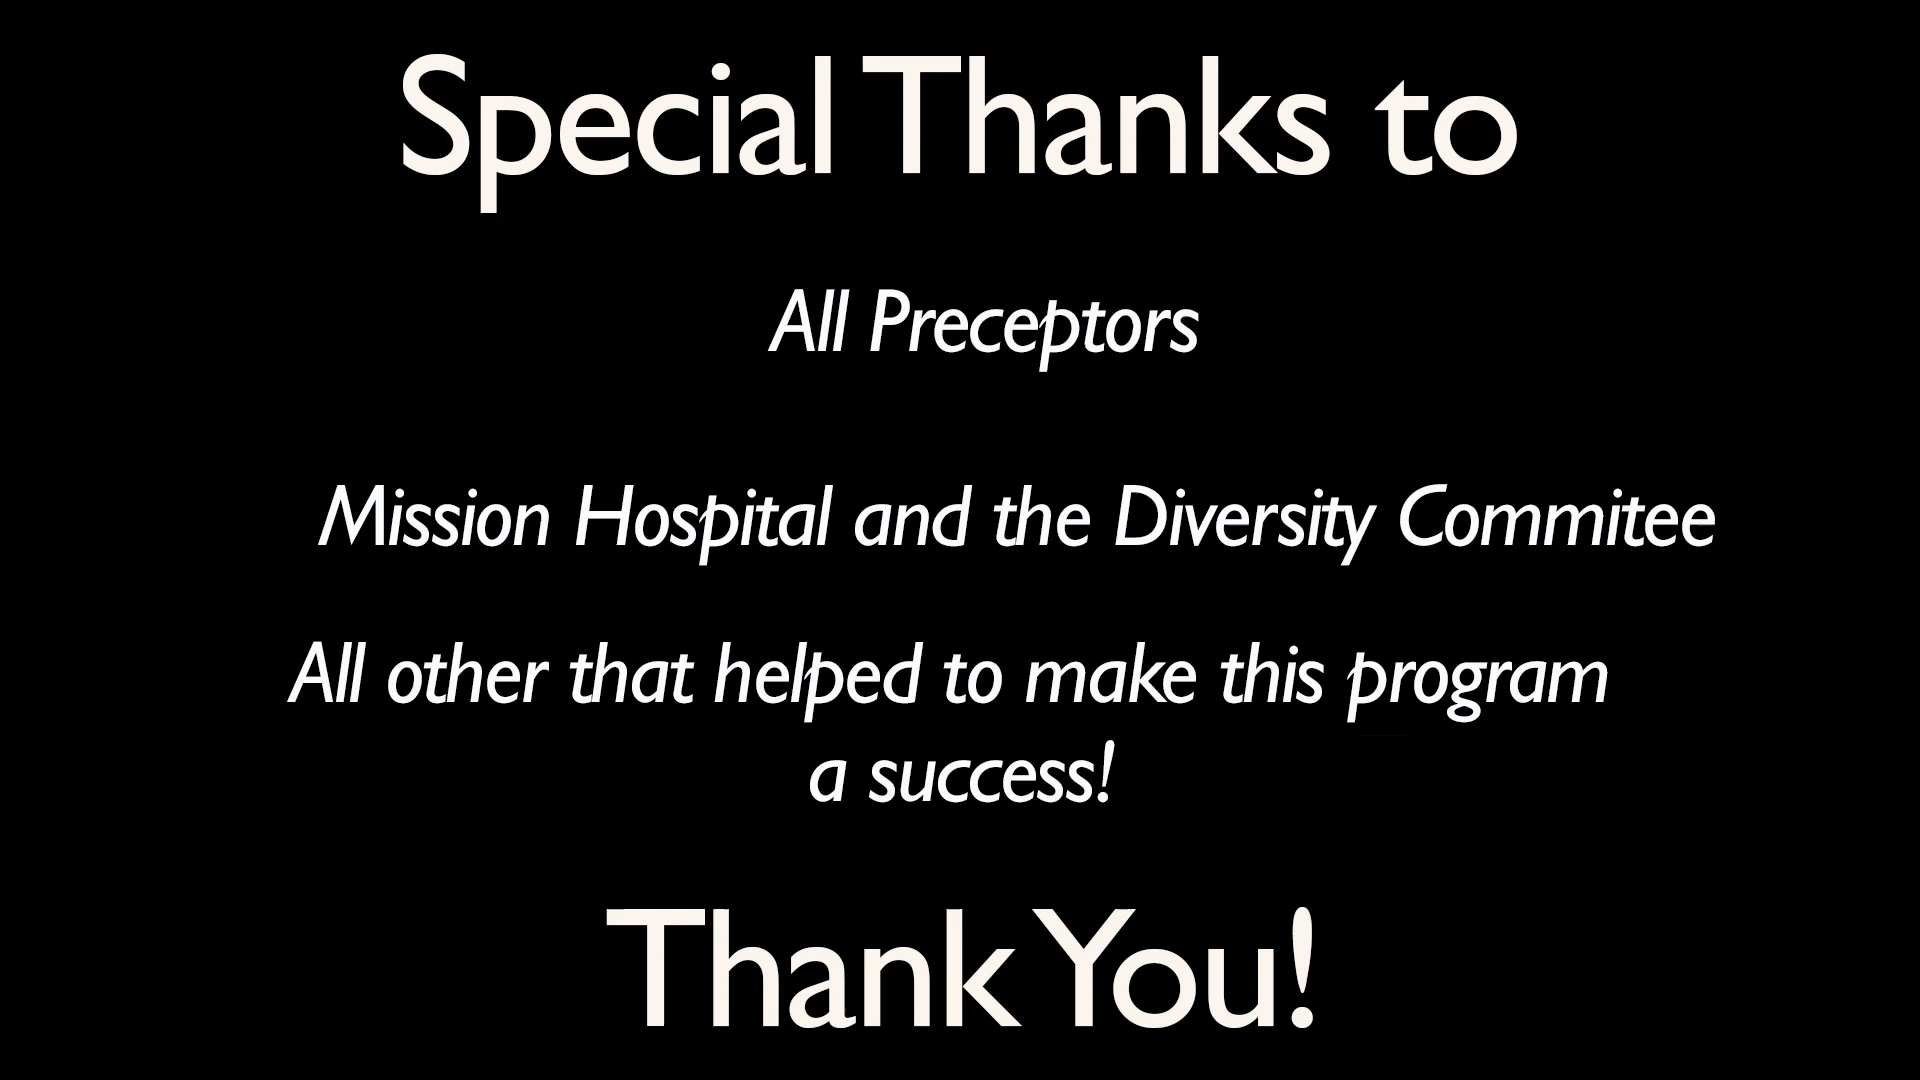 Special Thanks to
All Preceptors
Mission Hospital and the Diversity Commitee
All other that helped to make this program
a success!
Thank You!